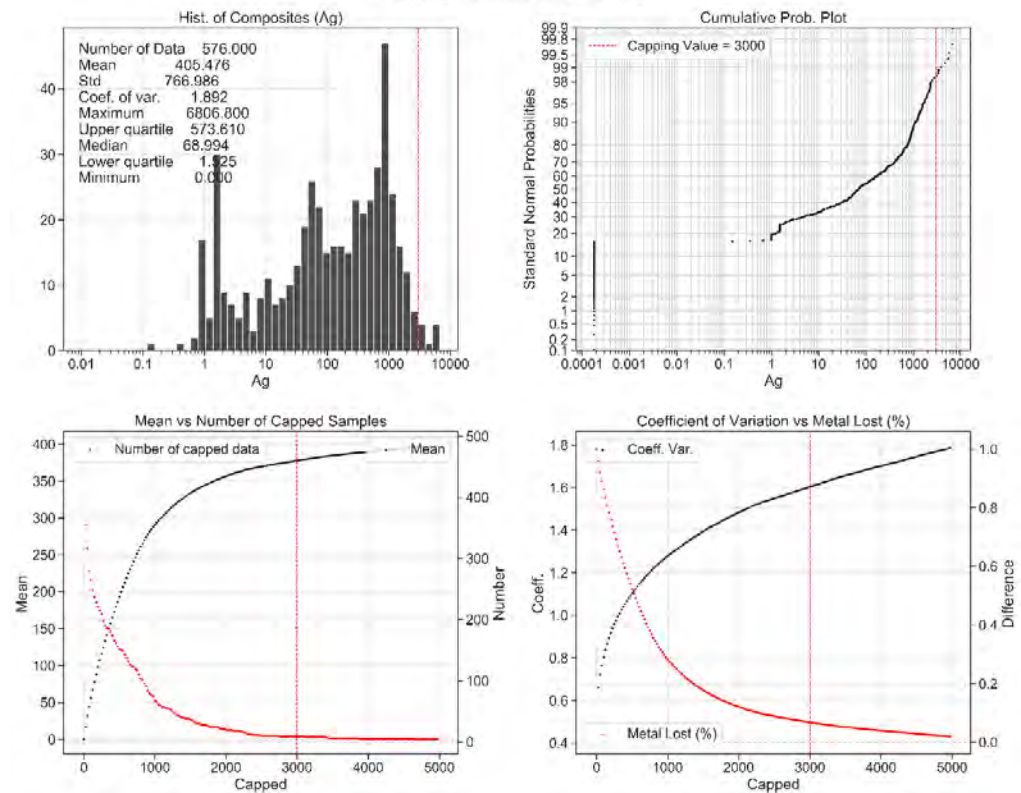 Hist. of Composites (Ag)
Number of Data 576.000
Mean 405.476
Std 766.986
Coef. of var. 1.892
Maximum 6806.800
Upper quartile 573.610
Median 68.994
Lower quartile 1.525
Minimum 0.000
40
30
20
10
0
0.01 0.1 1 10 100 1000 10000
Ag
Cumulative Prob. Plot
Capping Value = 3000
Standard Normal Probabilities
99.9
99.8
99.5
99
98
95
90
80
70
60
50
40
30
20
10
5
2
1
0.5
0.2
0.1
0.0001 0.001 0.01 0.1 1 10 100 1000 10000
Ag
Mean vs Number of Capped Samples
Number of capped data
Mean
Mean
400
350
300
250
200
150
100
50
0
500
400
300
200
100
0
Number
0 1000 2000 3000 4000 5000
Capped
Coefficient of Variation vs Metal Lost (%)
Coeff. Var.
Metal Lost (%)
Coeff.
1.8
1.6
1.4
1.2
1.0
0.8
0.6
0.4
1.0
0.8
0.6
0.4
0.2
0.0
Difference
0 1000 2000 3000 4000 5000
Capped